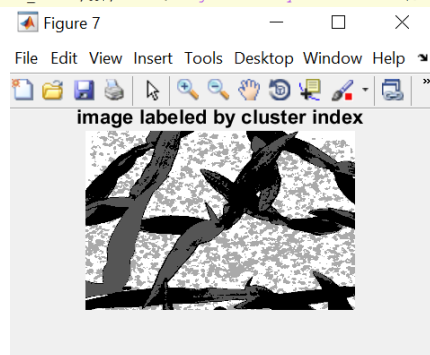 Figure 7
File Edit View Insert Tools Desktop Window Help
image labeled by cluster index